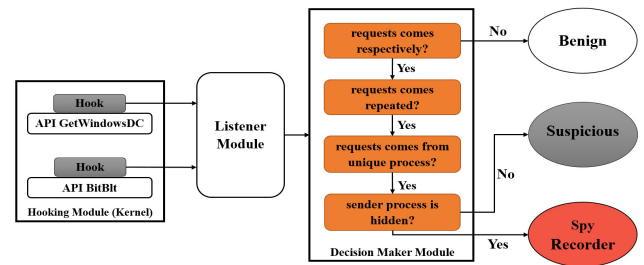 Hook
API GetWindowsDC
Hook
API BitBlt
Hooking Module (Kernel)
Listener
Module
requests comes
respectively?
Yes
requests comes
repeated?
Yes
requests comes from
unique process?
Yes
sender process is
hidden?
Decision Maker Module
No
Benign
No
Suspicious
Yes
Spy
Recorder